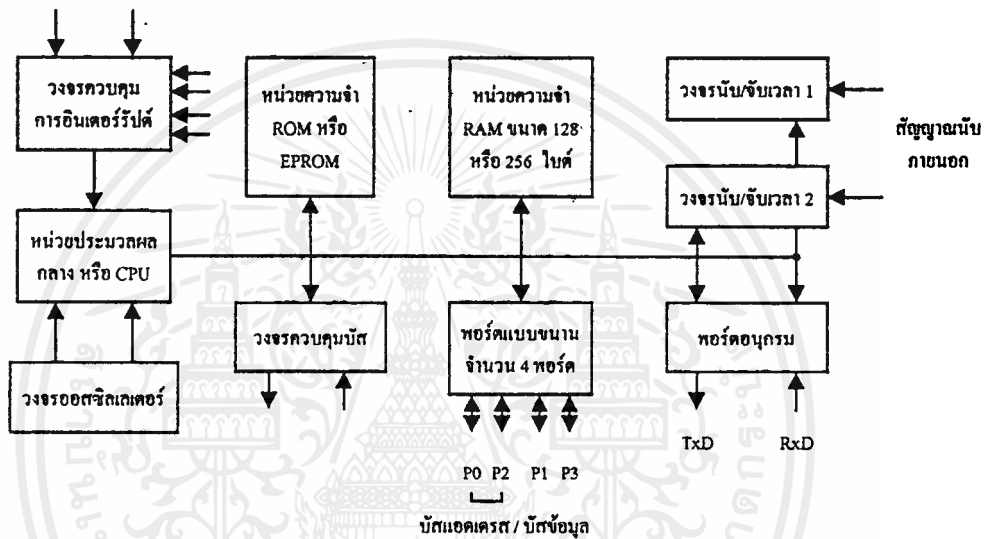 วงจรควบคุม
การอินเตอร์รัปต์
หน่วยความจำ
ROM หรือ
EPROM
หน่วยความจำ
RAM ขนาด 128
หรือ 256 ไบต์
วงจรนับ/จับเวลา 1
สัญญาณนับ
ภายนอก
วงจรนับ/จับเวลา 2
หน่วยประมวลผล
กลาง หรือ CPU
วงจรควบคุมบัส
พอร์ตแบบขนาน
จำนวน 4 พอร์ต
พอร์ตอนุกรม
วงจรออสซิลเลเตอร์
TxD
RxD
P0 P2 P1 P3
บัสแอดเดรส / บัสข้อมูล